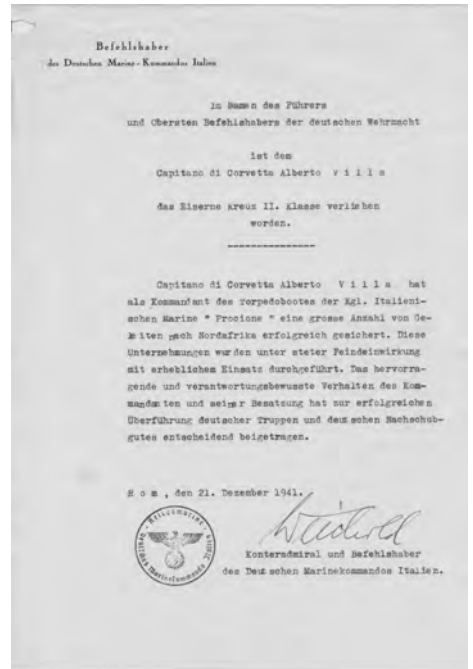 Befehlshaber
des Deutschen Marine-Kommandos Italien
Im Namen des Führers
und Obersten Befehlshabers der deutschen Wehrmacht
ist dem
Capitano di Corvetta Alberto V i l l a
das Eiserne Kreuz II. Klasse verliehen
worden.
---------------
Capitano di Corvetta Alberto V i l l a hat
als Kommandant des Torpedobootes der Kgl. Italieni-
schen Marine " Procione " eine grosse Anzahl von Ge-
leiten nach Nordafrika erfolgreich gesichert. Diese
Unternehmungen wurden unter steter Feindeinwirkung
mit erheblichem Einsatz durchgeführt. Das hervorra-
gende und verantwortungsbewusste Verhalten des Kom-
mandanten und seiner Besatzung hat zur erfolgreichen
Überführung deutscher Truppen und deutschen Nachschub-
gutes entscheidend beigetragen.
R o m , den 21. Dezember 1941.
Weichold
Kriegsmarine
Deutsches Marinekommando Italien
Konteradmiral und Befehlshaber
des Deutschen Marinekommandos Italien.